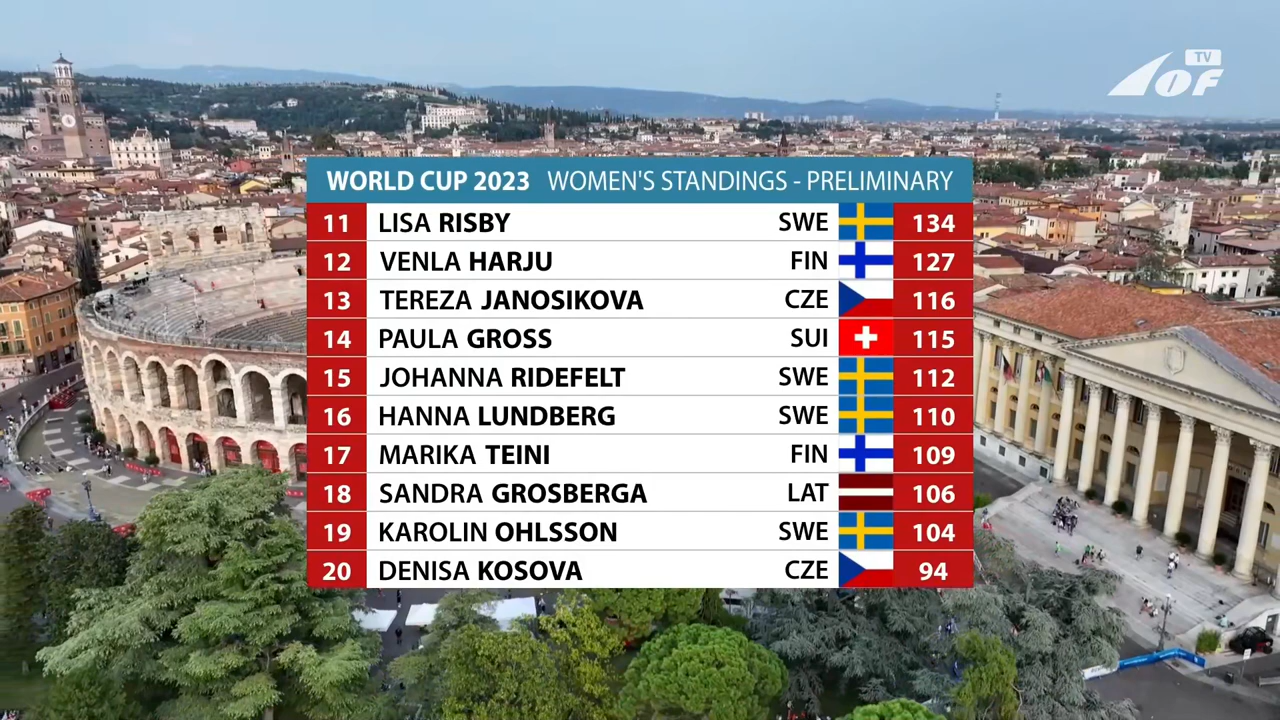 TV
IOF
WORLD CUP 2023 WOMEN'S STANDINGS - PRELIMINARY
11 LISA RISBY SWE 134
12 VENLA HARJU FIN 127
13 TEREZA JANOSIKOVA CZE 116
14 PAULA GROSS SUI 115
15 JOHANNA RIDEFELT SWE 112
16 HANNA LUNDBERG SWE 110
17 MARIKA TEINI FIN 109
18 SANDRA GROSBERGA LAT 106
19 KAROLIN OHLSSON SWE 104
20 DENISA KOSOVA CZE 94